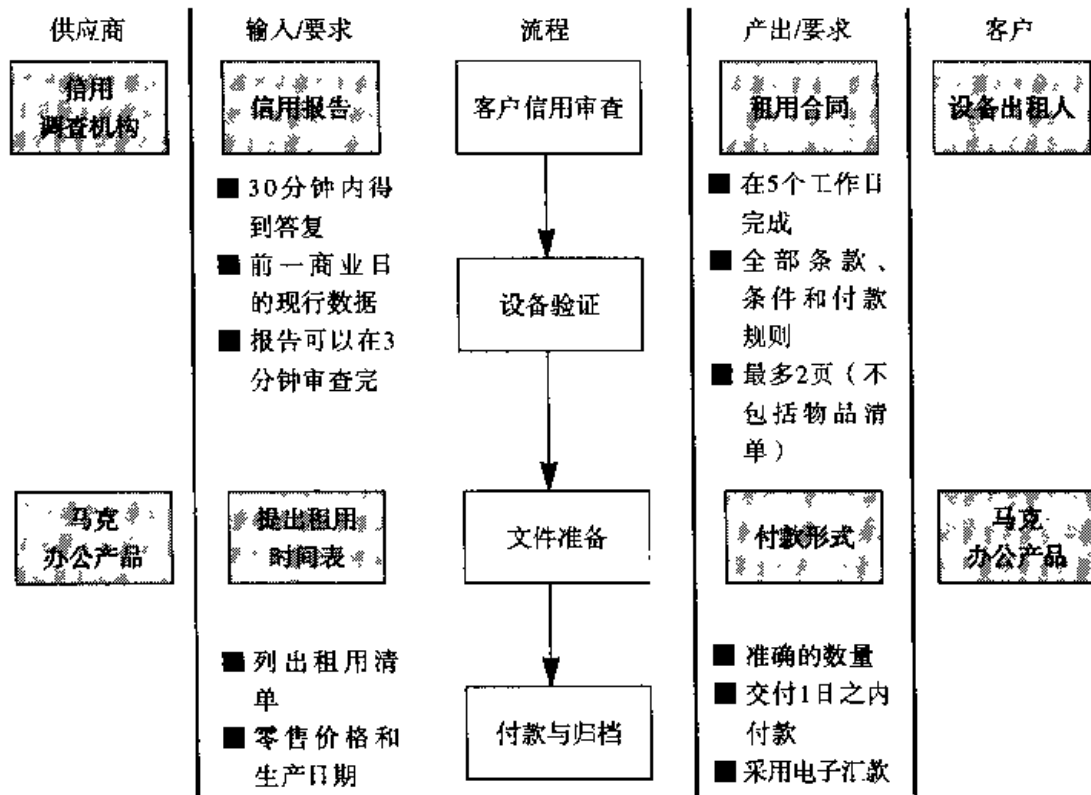 供应商
输入/要求
流程
产出/要求
客户
信用
调查机构
信用报告
客户信用审查
租用合同
设备出租人
■ 30分钟内得
到答复
■ 前一商业日
的现行数据
■ 报告可以在3
分钟审查完
设备验证
■ 在5个工作日
完成
■ 全部条款、
条件和付款
规则
■ 最多2页（不
包括物品清
单）
马克
办公产品
提出租用
时间表
文件准备
付款形式
马克
办公产品
■ 列出租用清
单
■ 零售价格和
生产日期
付款与归档
■ 准确的数量
■ 交付1日之内
付款
■ 采用电子汇款